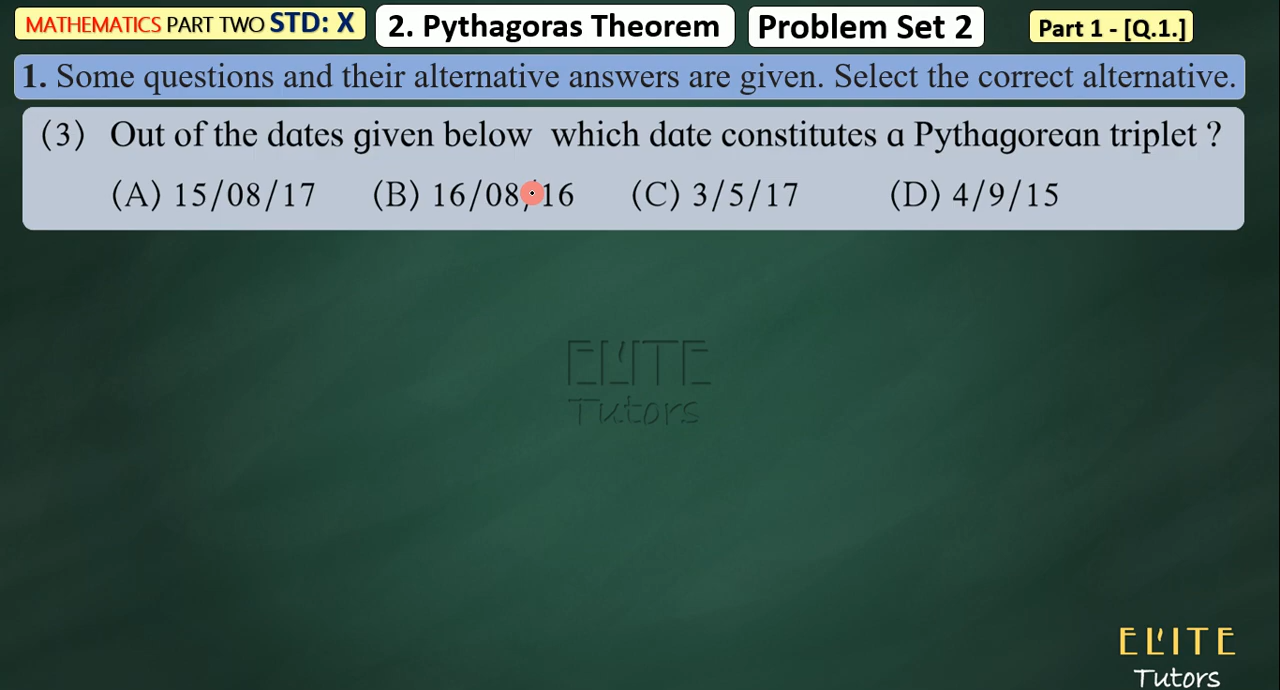 MATHEMATICS PART TWO STD: X 2. Pythagoras Theorem Problem Set 2 Part 1 - [Q.1.]
1. Some questions and their alternative answers are given. Select the correct alternative.
(3) Out of the dates given below which date constitutes a Pythagorean triplet ?
(A) 15/08/17 (B) 16/08/16 (C) 3/5/17 (D) 4/9/15
ELITE
Tutors
ELITE
Tutors